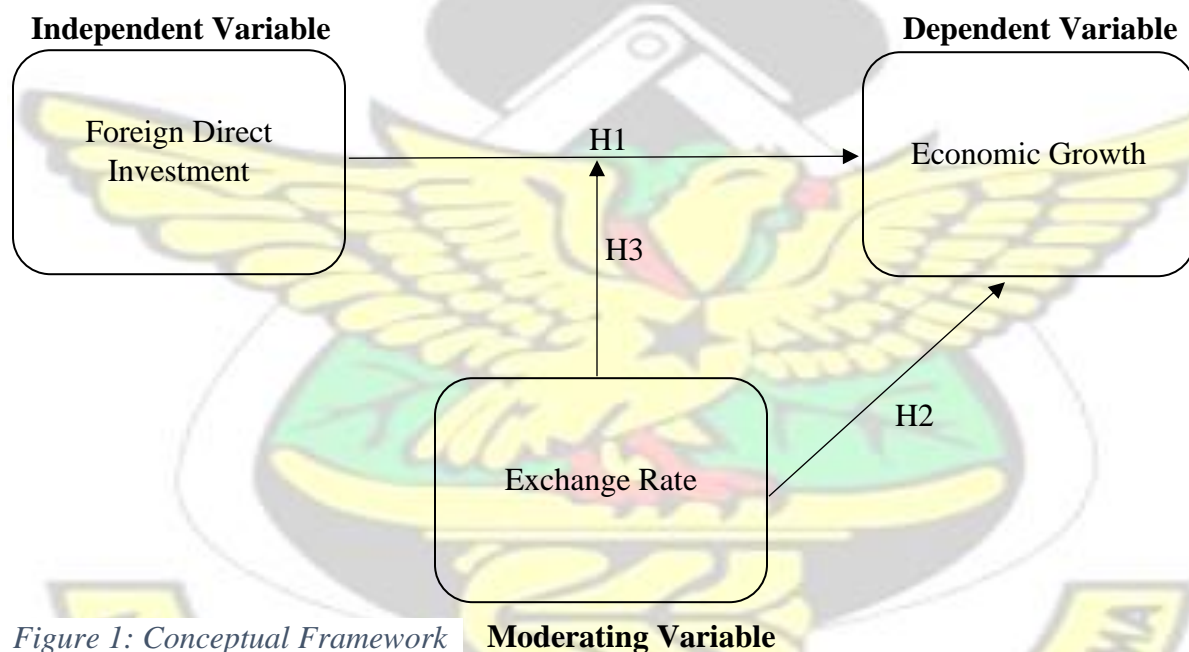 Independent Variable
Dependent Variable
Foreign Direct
Investment
H1
Economic Growth
H3
H2
Exchange Rate
Figure 1: Conceptual Framework
Moderating Variable